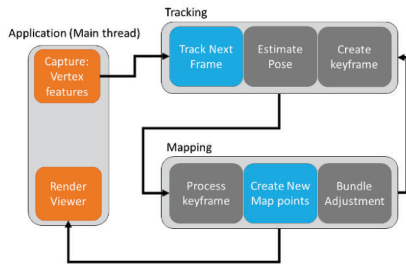 Tracking
Application (Main thread)
Capture:
Vertex
features
Track Next
Frame
Estimate
Pose
Create
keyframe
Mapping
Render
Viewer
Process
keyframe
Create New
Map points
Bundle
Adjustment